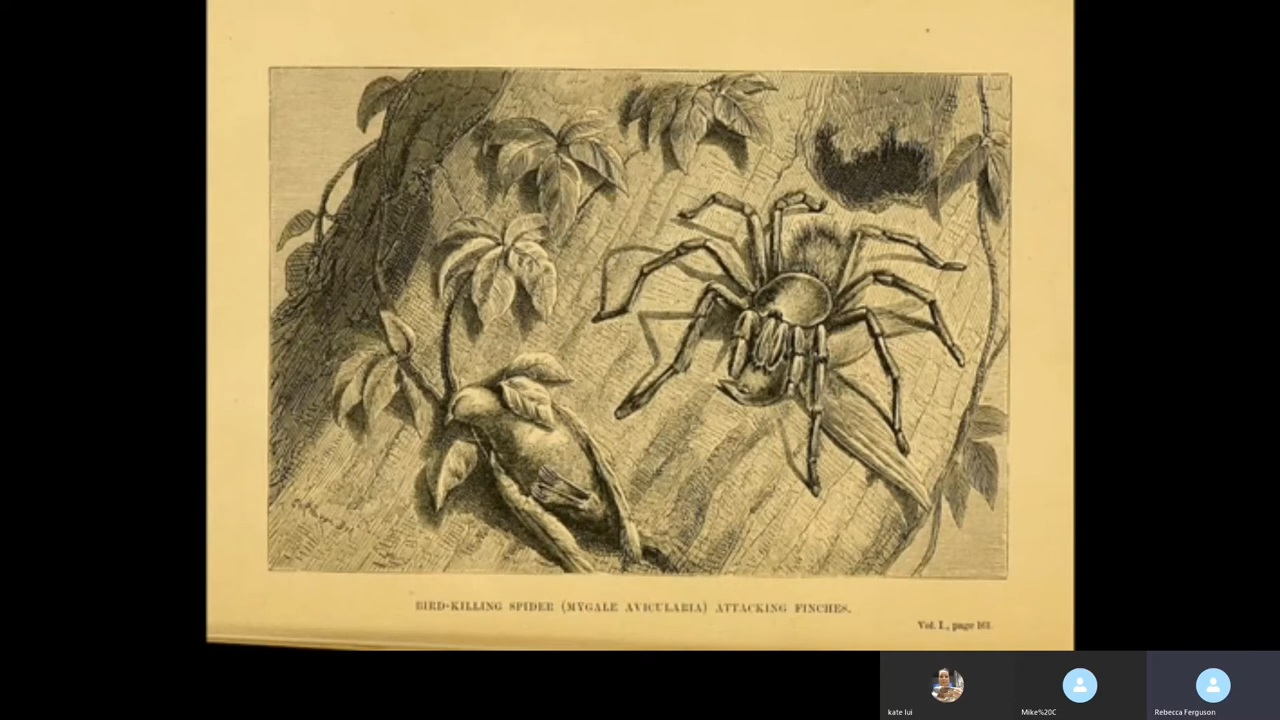 BIRD-KILLING SPIDER (MYGALE AVICULARIA) ATTACKING FINCHES.
Vol. I., page 161.
kate lui
Mike%20C
Rebecca Ferguson